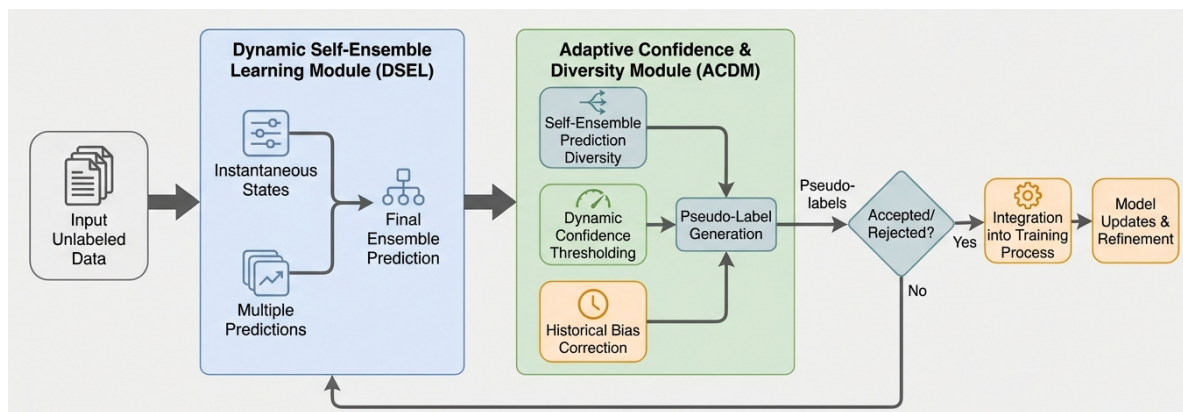 Input
Unlabeled
Data
Dynamic Self-Ensemble
Learning Module (DSEL)
Instantaneous
States
Multiple
Predictions
Final
Ensemble
Prediction
Adaptive Confidence &
Diversity Module (ACDM)
Self-Ensemble
Prediction
Diversity
Dynamic
Confidence
Thresholding
Historical Bias
Correction
Pseudo-Label
Generation
Pseudo-
labels
Accepted/
Rejected?
Yes
No
Integration
into Training
Process
Model
Updates &
Refinement